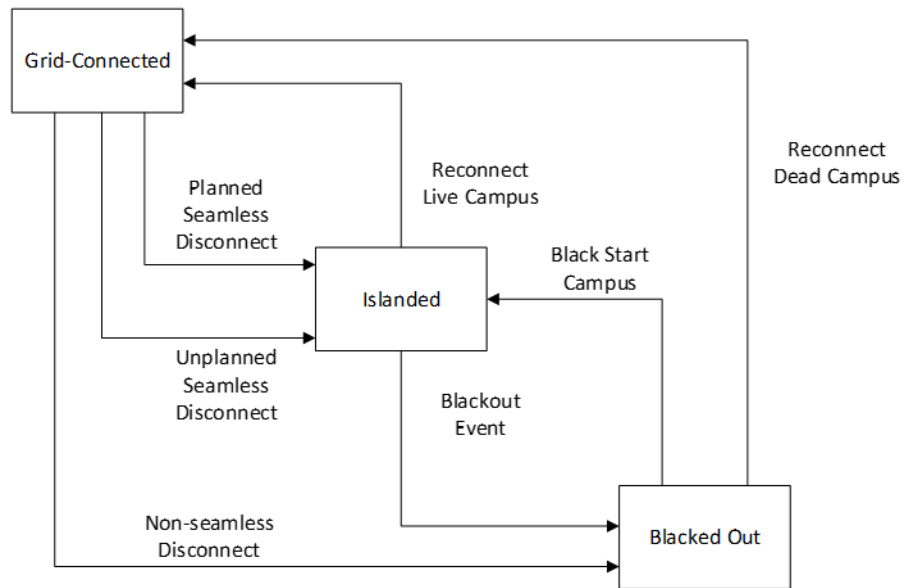 Grid-Connected
Reconnect
Dead Campus
Reconnect
Live Campus
Planned
Seamless
Disconnect
Black Start
Campus
Islanded
Unplanned
Seamless
Disconnect
Blackout
Event
Non-seamless
Disconnect
Blacked Out